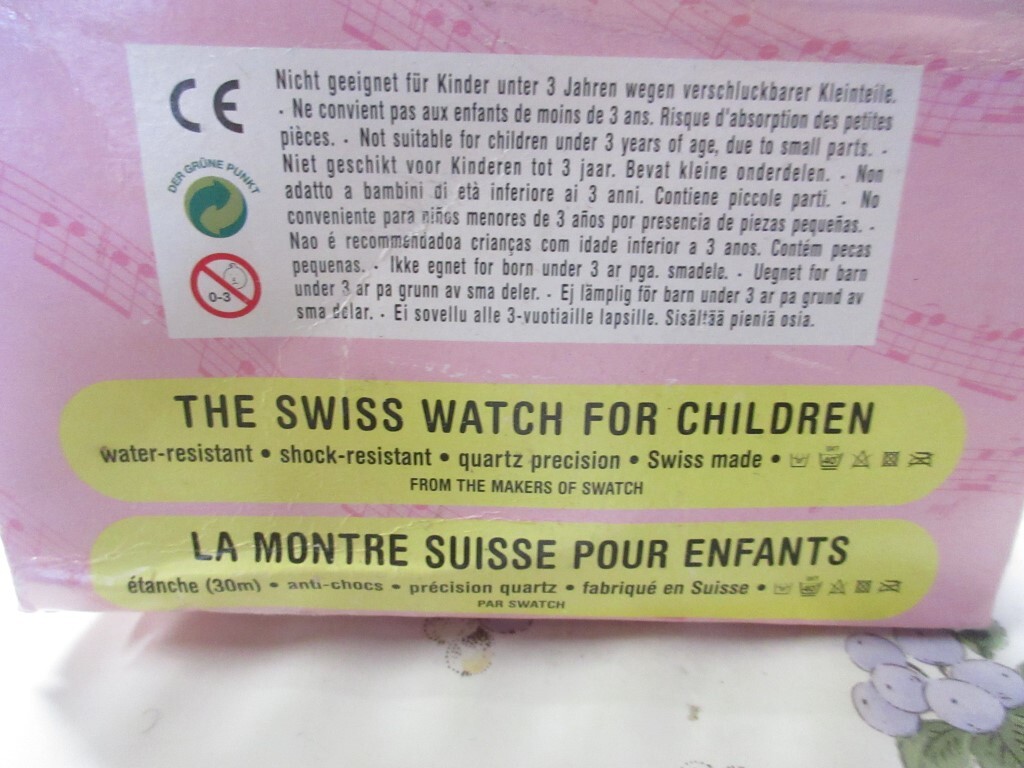 CE
DER GRÜNE PUNKT
0-3
Nicht geeignet für Kinder unter 3 Jahren wegen verschluckbarer Kleinteile.
- Ne convient pas aux enfants de moins de 3 ans. Risque d'absorption des petites
pièces. - Not suitable for children under 3 years of age, due to small parts. -
Niet geschikt voor Kinderen tot 3 jaar. Bevat kleine onderdelen. - Non
adatto a bambini di età inferiore ai 3 anni. Contiene piccole parti. - No
conveniente para niños menores de 3 años por presencia de piezas pequeñas. -
Nao é recommendadoa crianças com idade inferior a 3 anos. Contém pecas
pequenas. - Ikke egnet for born under 3 ar pga. smadele. - Uegnet for barn
under 3 ar pa grunn av sma deler. - Ej lämplig för barn under 3 ar pa grund av
sma delar. - Ei sovellu alle 3-vuotiaille lapsille. Sisältää pieniä osia.
THE SWISS WATCH FOR CHILDREN
water-resistant • shock-resistant • quartz precision • Swiss made •
FROM THE MAKERS OF SWATCH
LA MONTRE SUISSE POUR ENFANTS
étanche (30m) • anti-chocs • précision quartz • fabriqué en Suisse •
PAR SWATCH